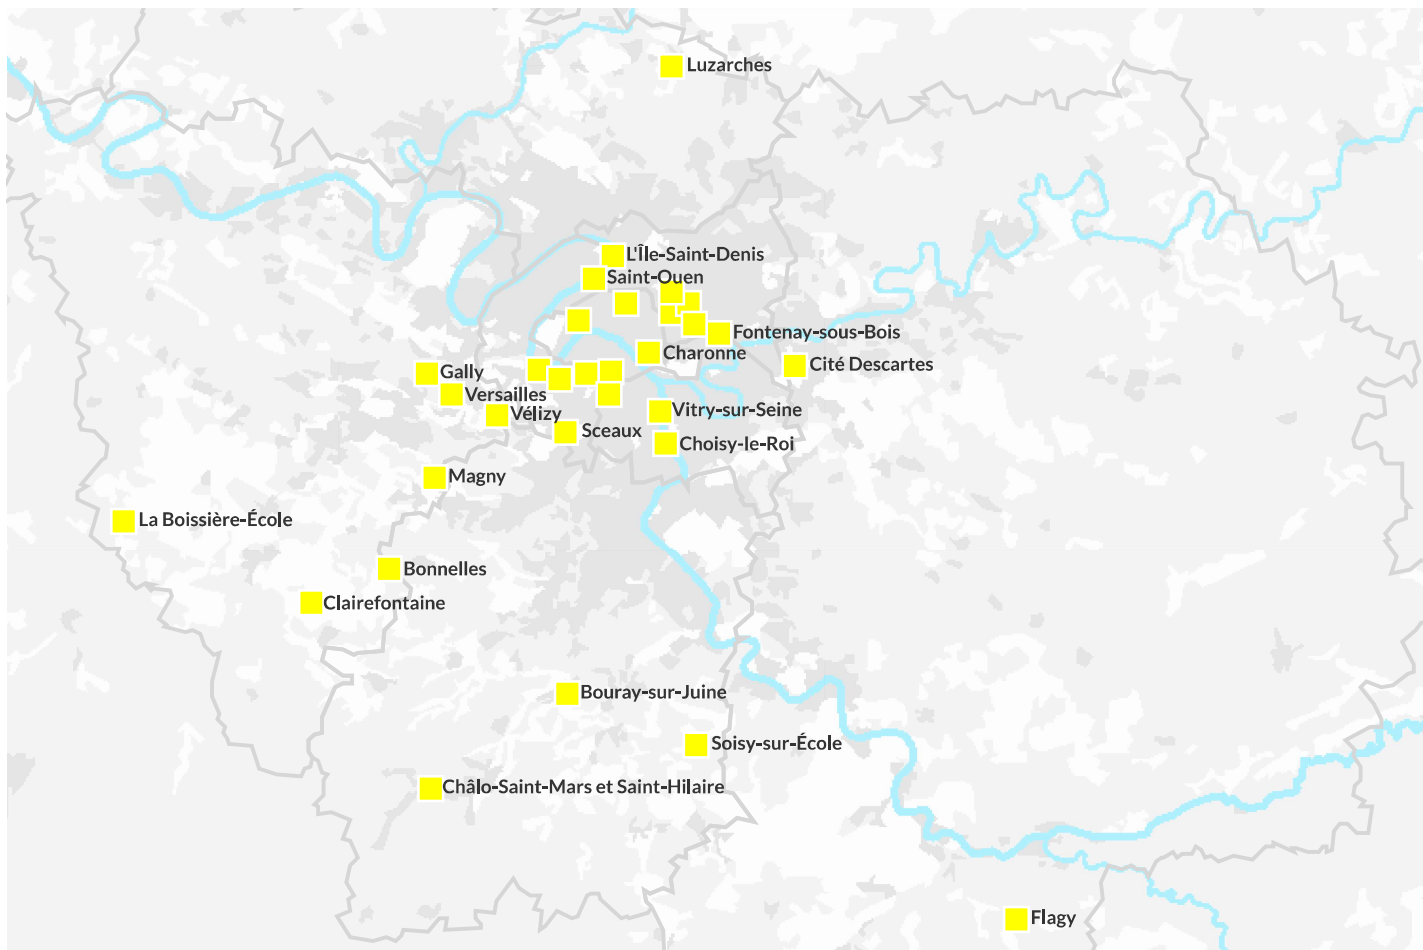 Luzarches
L'Île-Saint-Denis
Saint-Ouen
Fontenay-sous-Bois
Charonne
Cité Descartes
Gally
Versailles
Vélizy
Vitry-sur-Seine
Sceaux
Choisy-le-Roi
Magny
La Boissière-École
Bonnelles
Clairefontaine
Bouray-sur-Juine
Soisy-sur-École
Châlo-Saint-Mars et Saint-Hilaire
Flagy